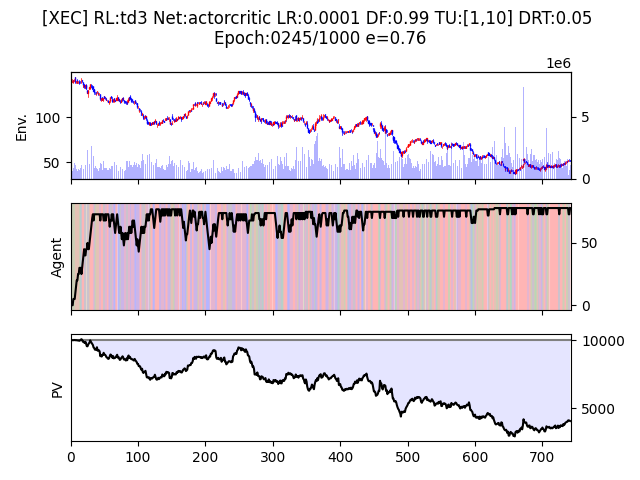 [XEC] RL:td3 Net:actorcritic LR:0.0001 DF:0.99 TU:[1,10] DRT:0.05
Epoch:0245/1000 e=0.76
1e6
Env.
100
50
5
0
Agent
50
0
PV
10000
5000
0 100 200 300 400 500 600 700